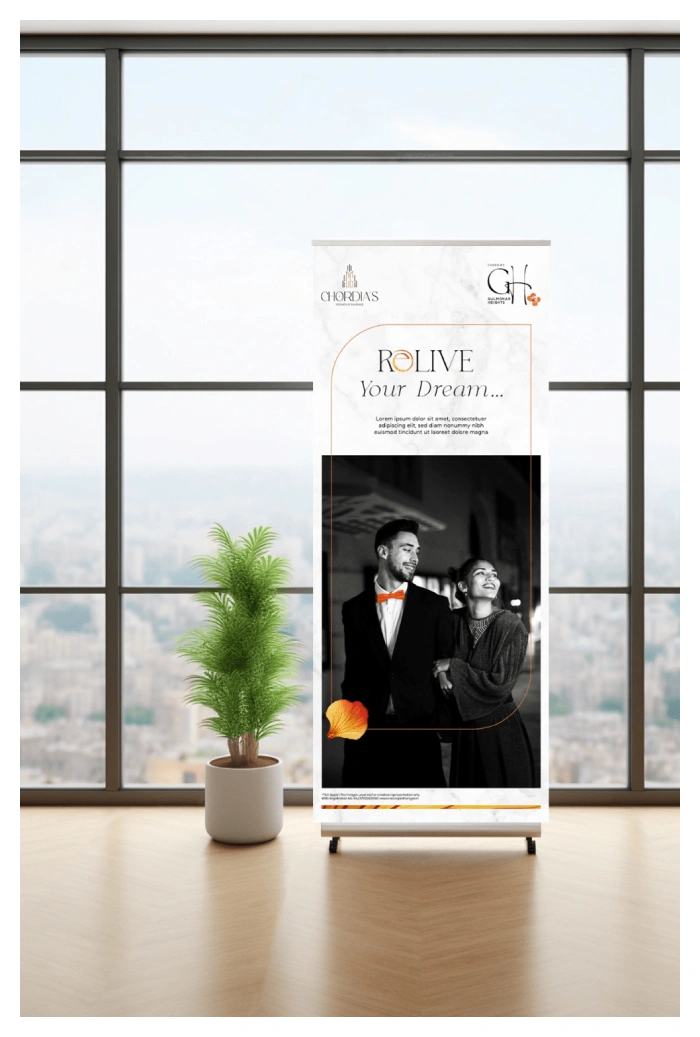 CHORDIA'S
CHORDIA'S
GH
GULMOHAR
HEIGHTS
ReLIVE
Your Dream...
Lorem ipsum dolor sit amet, consectetuer
adipiscing elit, sed diam nonummy nibh
euismod tincidunt ut laoreet dolore magna